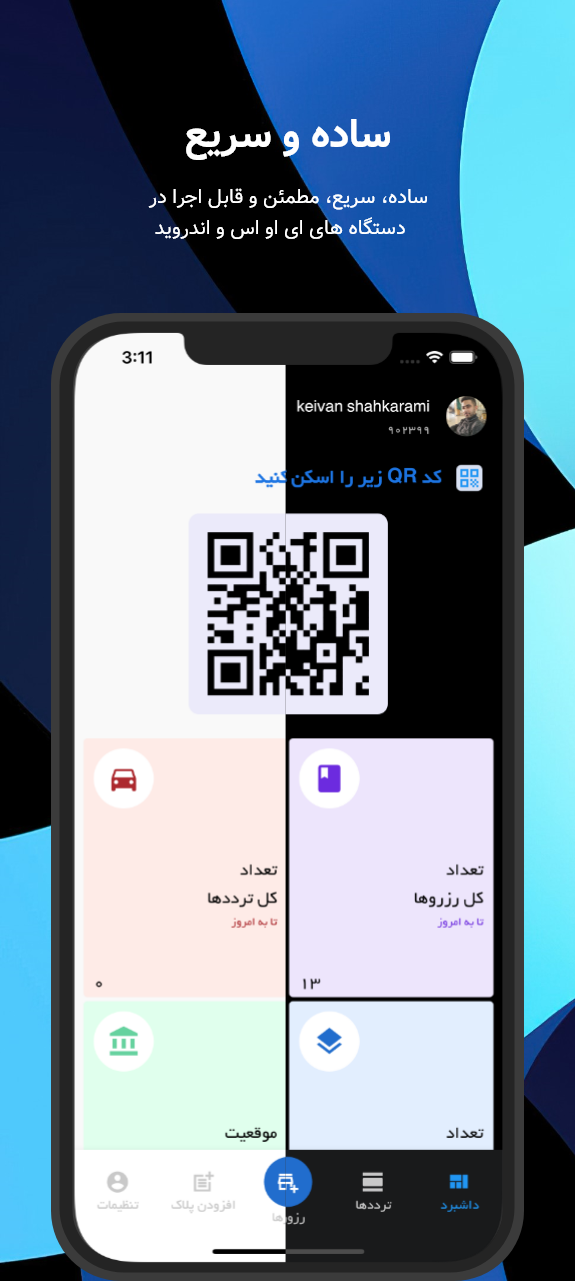 ساده و سریع
ساده، سریع، مطمئن و قابل اجرا در
دستگاه های ای او اس و اندروید
3:11
keivan shahkarami
۹۰۲۳۹۹
کد QR زیر را اسکن کنید
تعداد
کل رزروها
تا به امروز
۱۳
تعداد
کل ترددها
تا به امروز
۰
تعداد
موقعیت
داشبرد
ترددها
رزورها
افزودن پلاک
تنظیمات